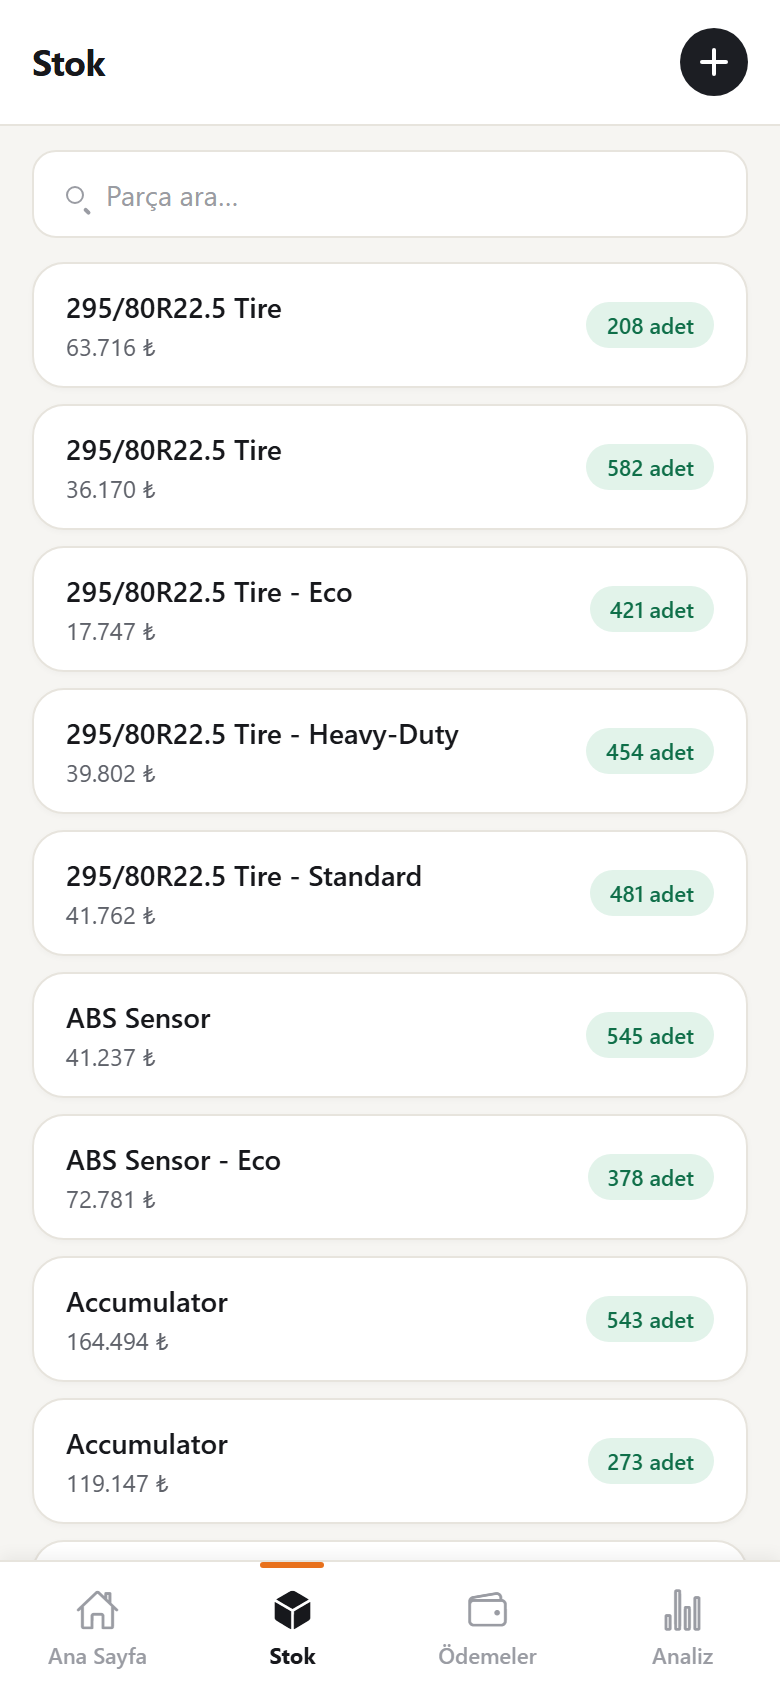 Stok
Parça ara...
295/80R22.5 Tire
63.716 ₺
208 adet
295/80R22.5 Tire
36.170 ₺
582 adet
295/80R22.5 Tire - Eco
17.747 ₺
421 adet
295/80R22.5 Tire - Heavy-Duty
39.802 ₺
454 adet
295/80R22.5 Tire - Standard
41.762 ₺
481 adet
ABS Sensor
41.237 ₺
545 adet
ABS Sensor - Eco
72.781 ₺
378 adet
Accumulator
164.494 ₺
543 adet
Accumulator
119.147 ₺
273 adet
Ana Sayfa
Stok
Ödemeler
Analiz